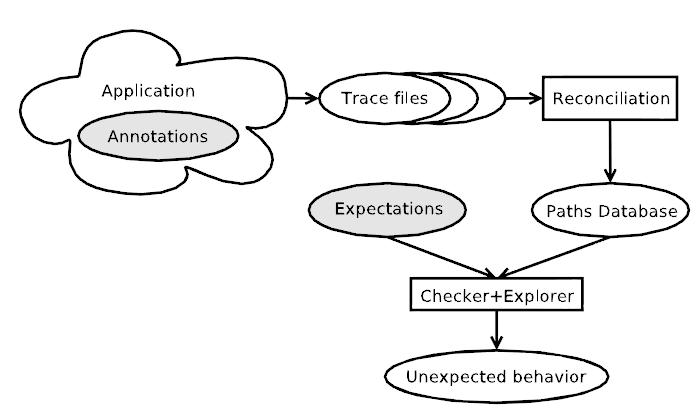 Application
Annotations
Trace files
Reconciliation
Expectations
Paths Database
Checker+Explorer
Unexpected behavior